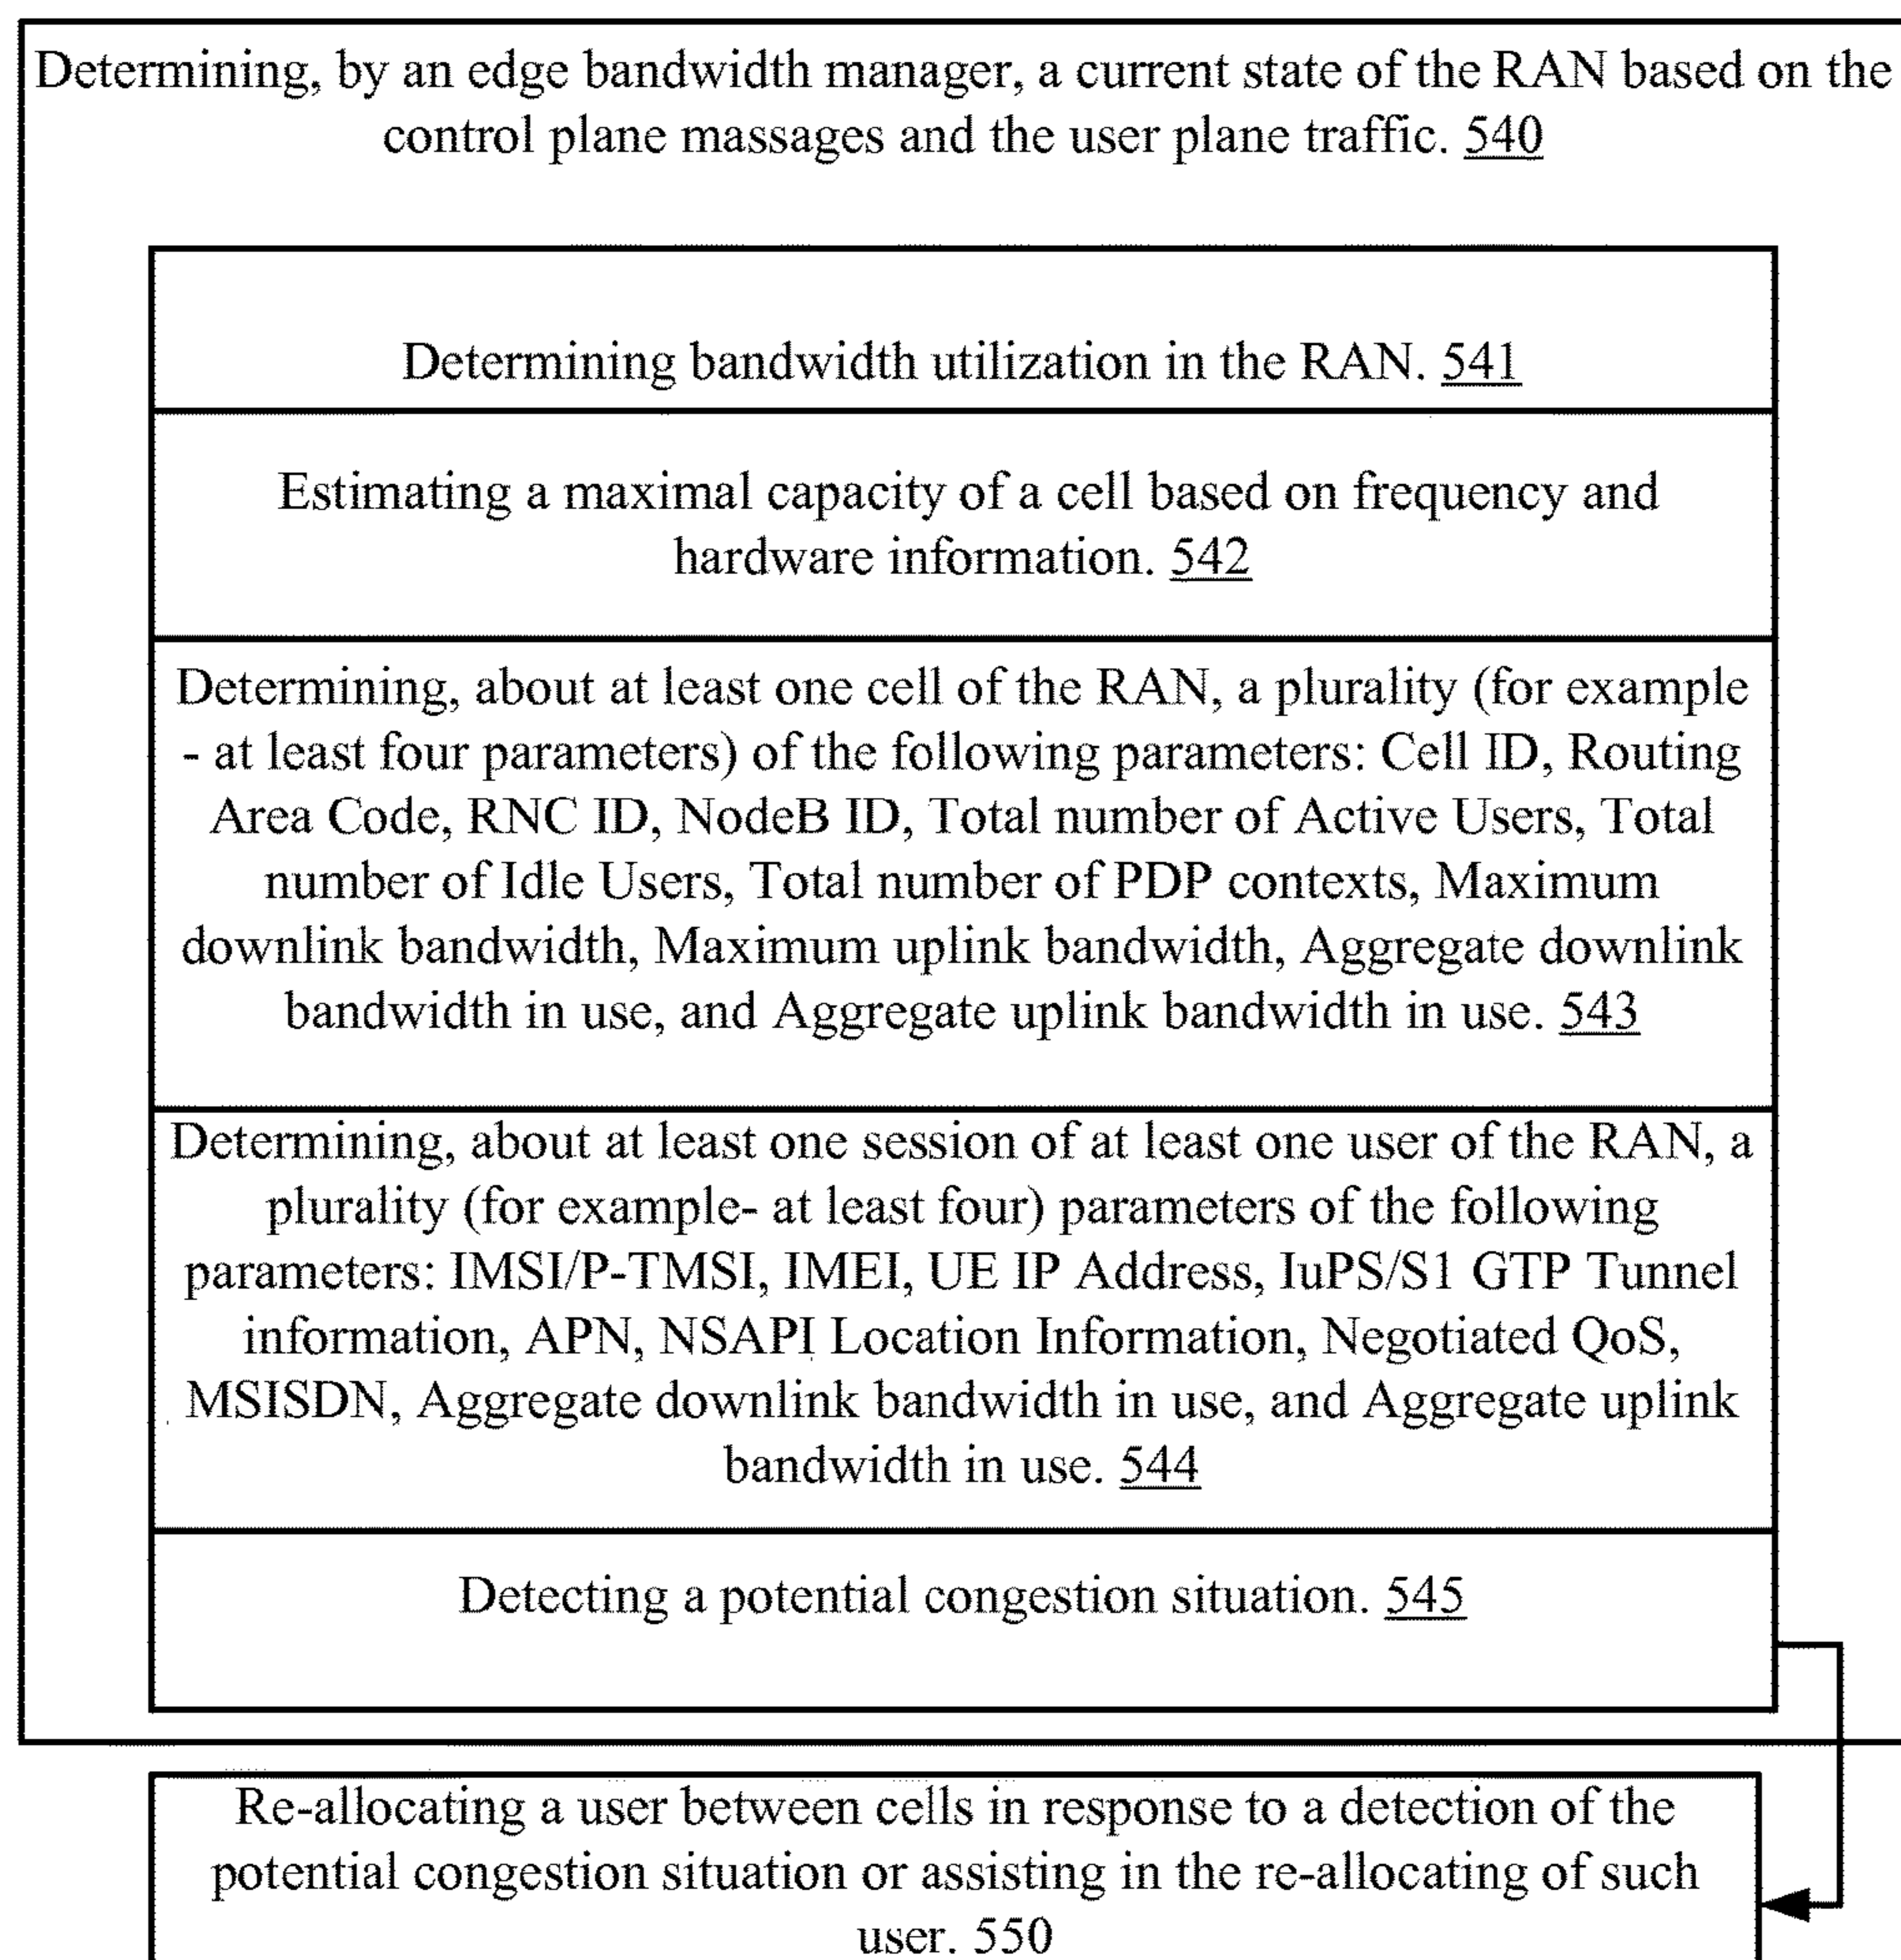 Determining, by an edge bandwidth manager, a current state of the RAN based on the
control plane massages and the user plane traffic. 540
Determining bandwidth utilization in the RAN. 541
Estimating a maximal capacity of a cell based on frequency and
hardware information. 542
Determining, about at least one cell of the RAN, a plurality (for example
- at least four parameters) of the following parameters: Cell ID, Routing
Area Code, RNC ID, NodeB ID, Total number of Active Users, Total
number of Idle Users, Total number of PDP contexts, Maximum
downlink bandwidth, Maximum uplink bandwidth, Aggregate downlink
bandwidth in use, and Aggregate uplink bandwidth in use. 543
Determining, about at least one session of at least one user of the RAN, a
plurality (for example- at least four) parameters of the following
parameters: IMSI/P-TMSI, IMEI, UE IP Address, IuPS/S1 GTP Tunnel
information, APN, NSAPI Location Information, Negotiated QoS,
MSISDN, Aggregate downlink bandwidth in use, and Aggregate uplink
bandwidth in use. 544
Detecting a potential congestion situation. 545
Re-allocating a user between cells in response to a detection of the
potential congestion situation or assisting in the re-allocating of such
user. 550